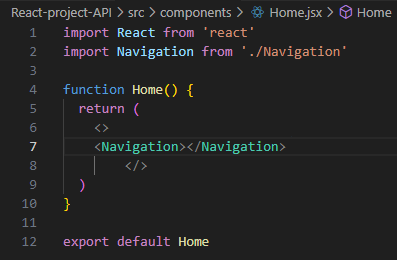 React-project-API > src > components > Home.jsx > Home
1 import React from 'react'
2 import Navigation from './Navigation'
3
4 function Home() {
5   return (
6     <>
7     <Navigation></Navigation>
8         </>
9   )
10 }
11
12 export default Home